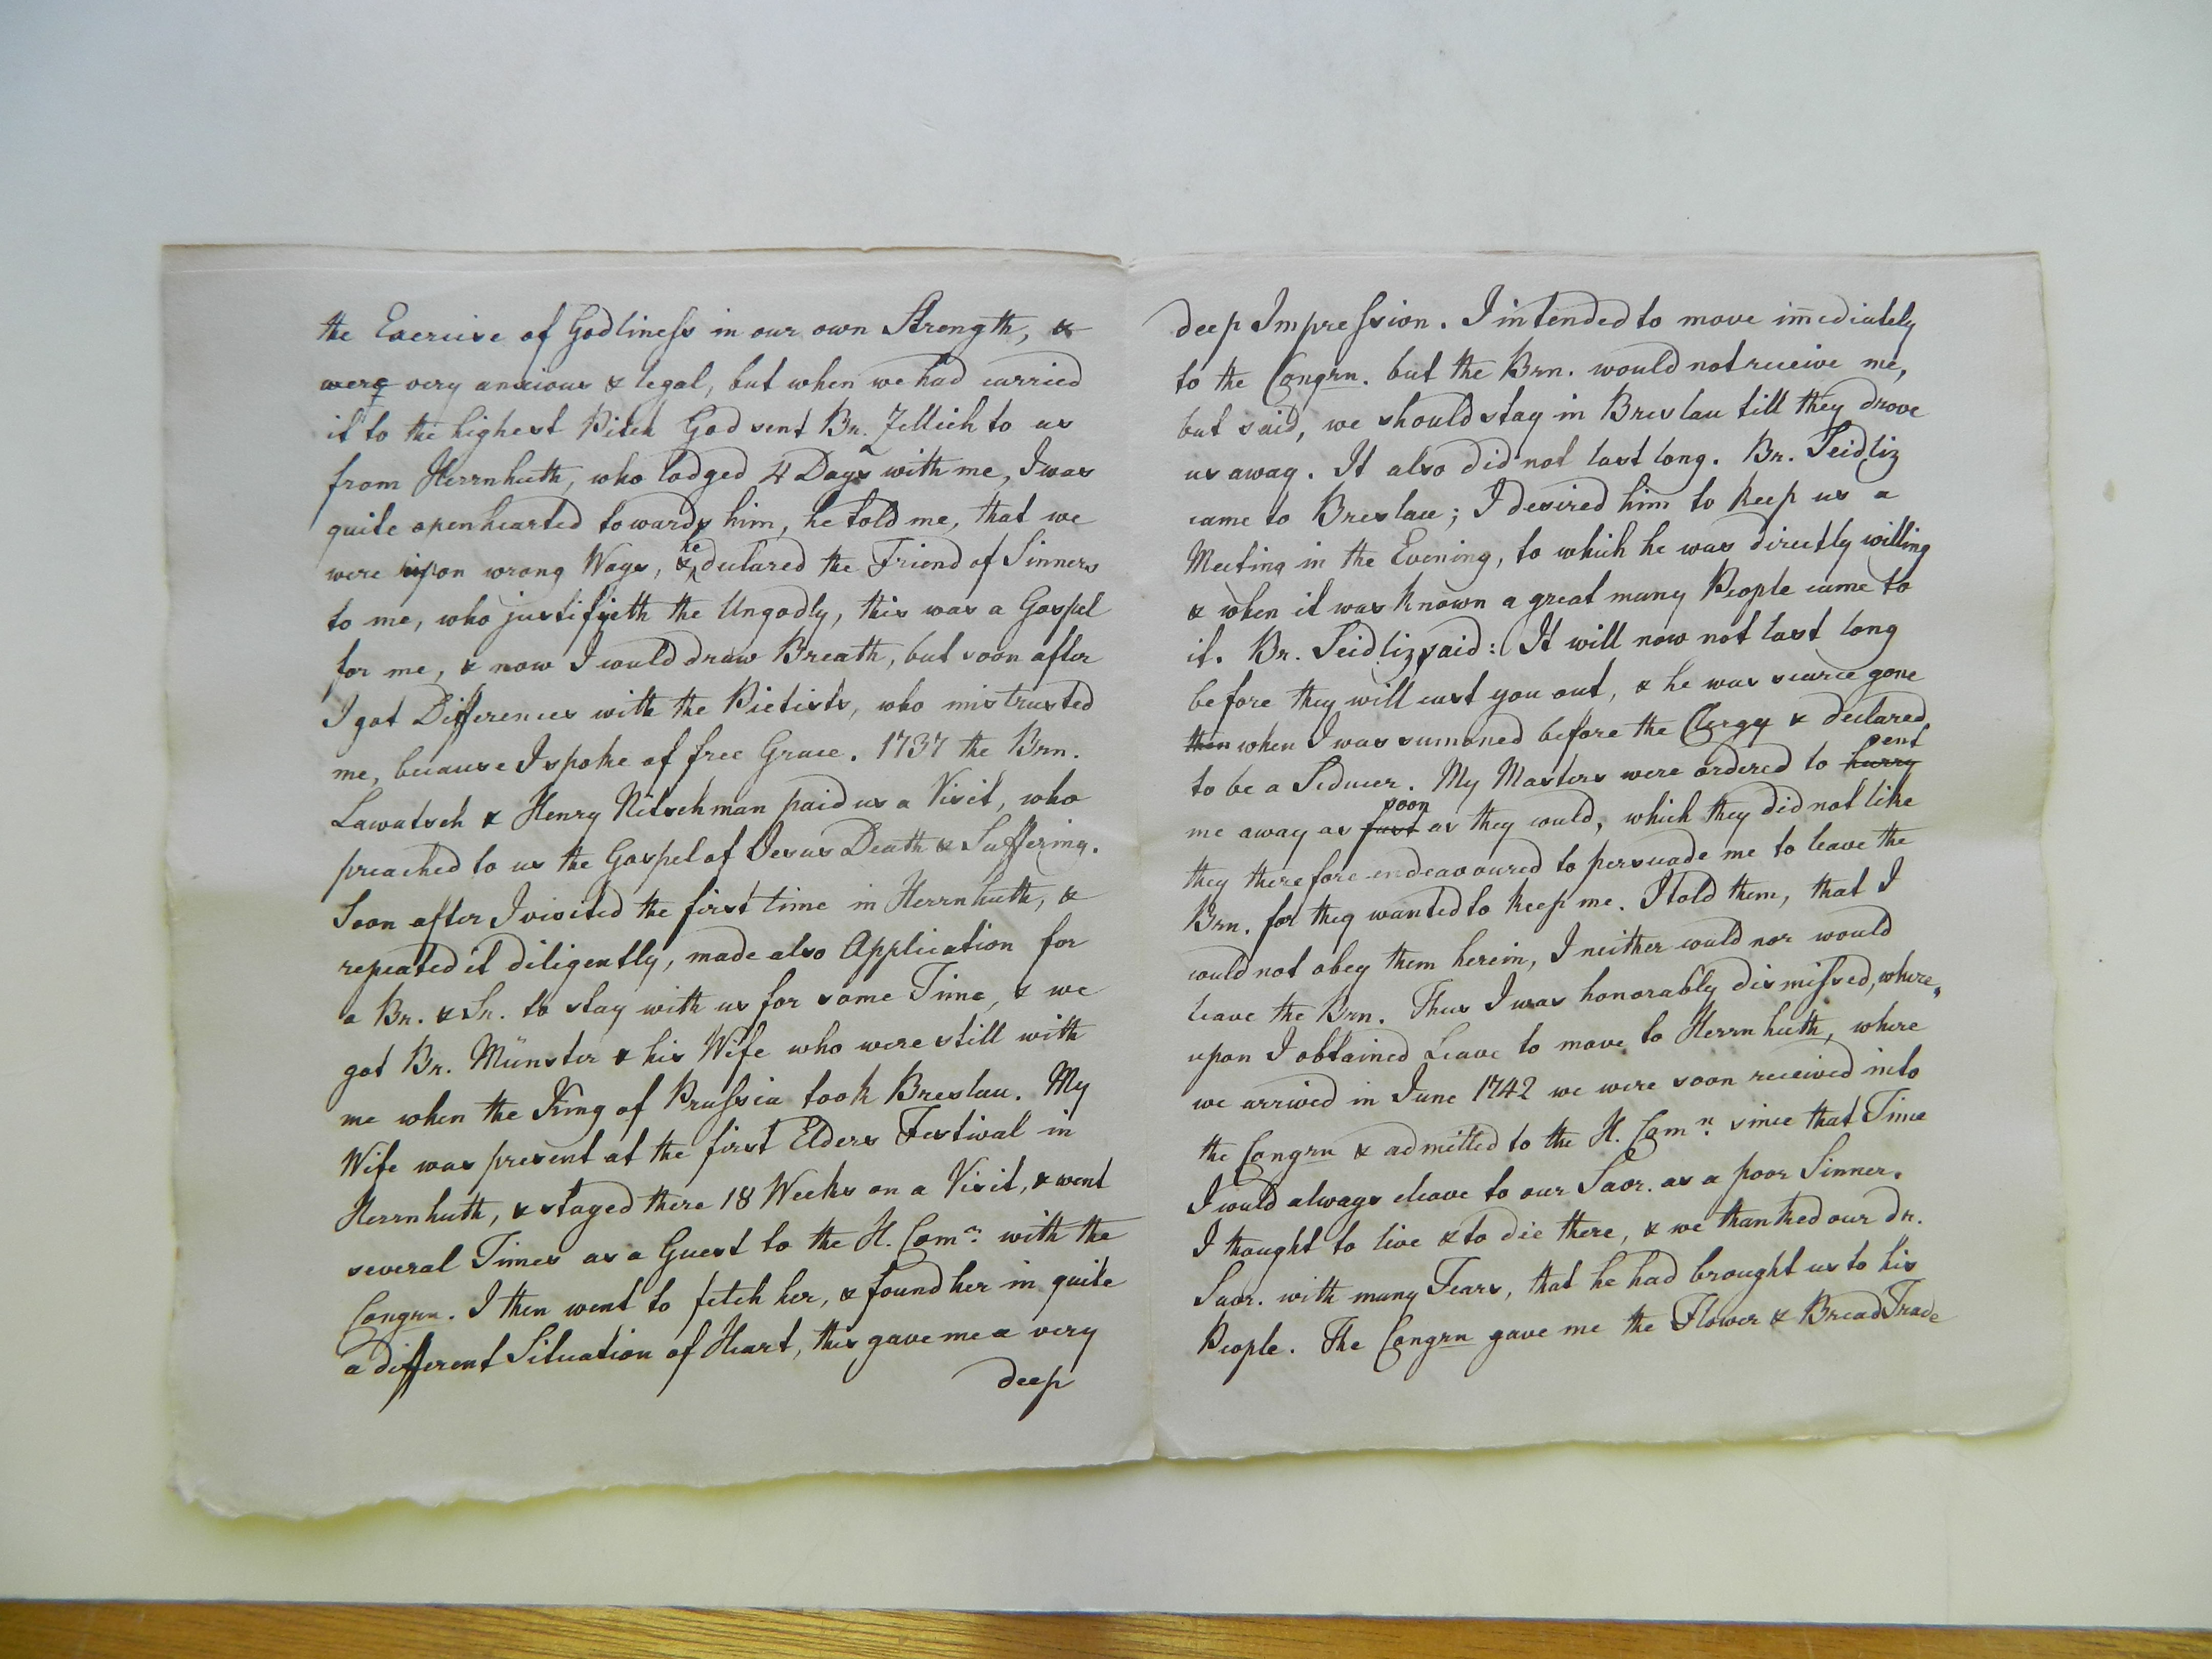 the Exercise of Godliness in our own Strength, &
were very anxious & legal, but when we had carried
it to the highest Pitch God sent Br. Zellich to us
from Herrnhuth, who lodged 4 Days with me, I was
quite openhearted towards him, he told me, that we
were upon wrong Ways, & he declared the Friend of Sinners
to me, who justifyeth the Ungodly, this was a Gospel
for me, & now I could draw Breath, but soon after
I got Differences with the Pietists, who mistrusted
me, because I spoke of free Grace. 1737 the Brn.
Lawatsch & Henry Nitschman paid us a Visit, who
preached to us the Gospel of Jesus Death & Suffering.
Soon after I visited the first time in Herrnhuth, &
repeated it diligently, made also Application for
a Br. & Sr. to stay with us for some Time, & we
got Br. Münster & his Wife who were still with
me when the King of Prussia took Breslau. My
Wife was present at the first Elders Festival in
Herrnhuth, & stayed there 18 Weeks on a Visit, & went
several Times as a Guest to the H. Comn. with the
Congrn. I then went to fetch her, & found her in quite
a different Situation of Heart, this gave me a very
deep
deep Impression. I intended to move immediately
to the Congrn. but the Brn. would not receive me,
but said, we should stay in Breslau till they drove
us away. It also did not last long. Br. Seidliz
came to Breslau; I desired him to keep us a
Meeting in the Evening, to which he was directly willing
& when it was known a great many People came to
it. Br. Seidliz said: It will now not last long
before they will cast you out, & he was scarce gone
then when I was summoned before the Clergy & declared
to be a Seducer. My Masters were ordered to hurry sent
me away as fast soon as they could, which they did not like
they therefore endeavoured to persuade me to leave the
Brn. for they wanted to keep me. I told them, that I
could not obey them herein, I neither could nor would
leave the Brn. Thus I was honorably dismissed, where„
upon I obtained Leave to move to Herrnhuth, where
we arrived in June 1742 we were soon received into
the Congrn & admitted to the H. Comn. since that Time
I could always cleave to our Saor. as a poor Sinner.
I thought to live & to die there, & we thanked our dr.
Saor. with many Tears, that he had brought us to his
People. The Congrn gave me the Flower & Bread Trade